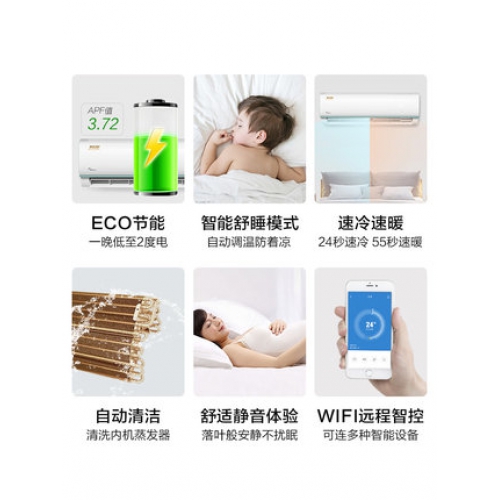 APF值
3.72
ECO节能
一晚低至2度电
智能舒睡模式
自动调温防着凉
速冷速暖
24秒速冷 55秒速暖
自动清洁
清洗内机蒸发器
舒适静音体验
落叶般安静不扰眠
24°
WIFI远程智控
可连多种智能设备